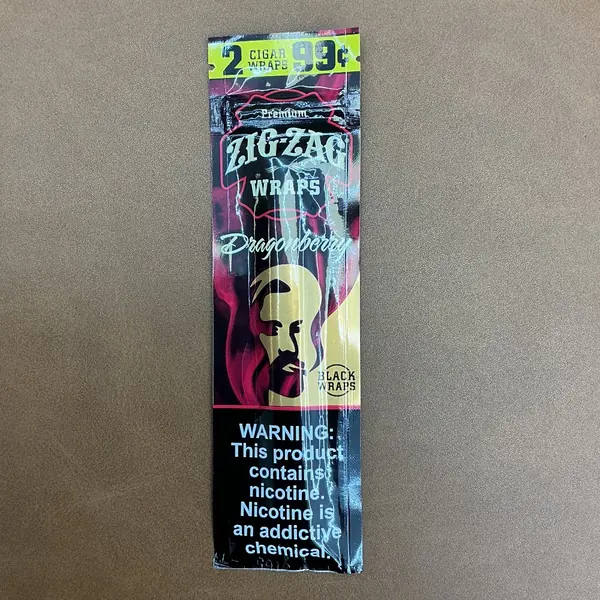 2 CIGAR WRAPS 99¢
Premium
ZIG-ZAG
WRAPS
Dragonberry
BLACK
WRAPS
WARNING:
This product
contains
nicotine.
Nicotine is
an addictive
chemical.